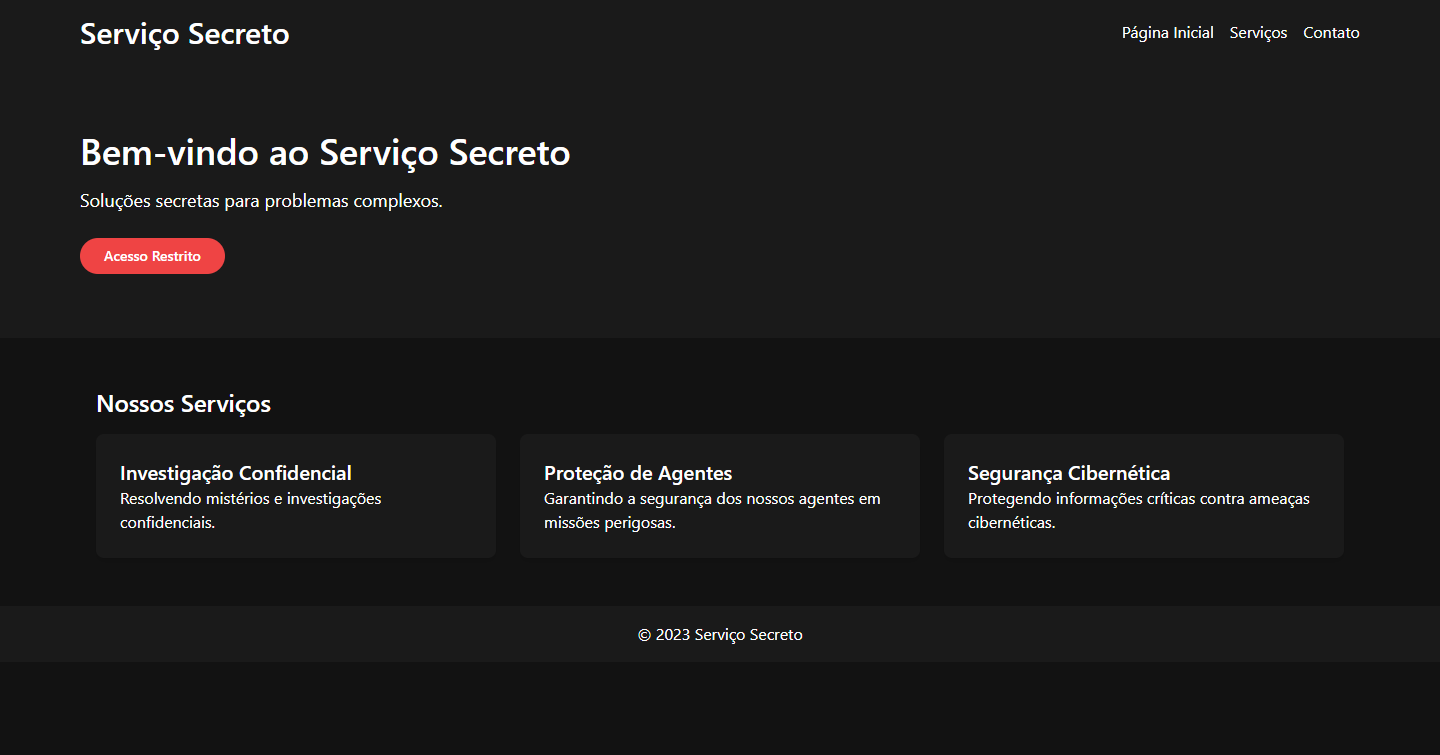 Serviço Secreto
Página Inicial Serviços Contato
Bem-vindo ao Serviço Secreto
Soluções secretas para problemas complexos.
Acesso Restrito
Nossos Serviços
Investigação Confidencial
Resolvendo mistérios e investigações
confidenciais.
Proteção de Agentes
Garantindo a segurança dos nossos agentes em
missões perigosas.
Segurança Cibernética
Protegendo informações críticas contra ameaças
cibernéticas.
© 2023 Serviço Secreto